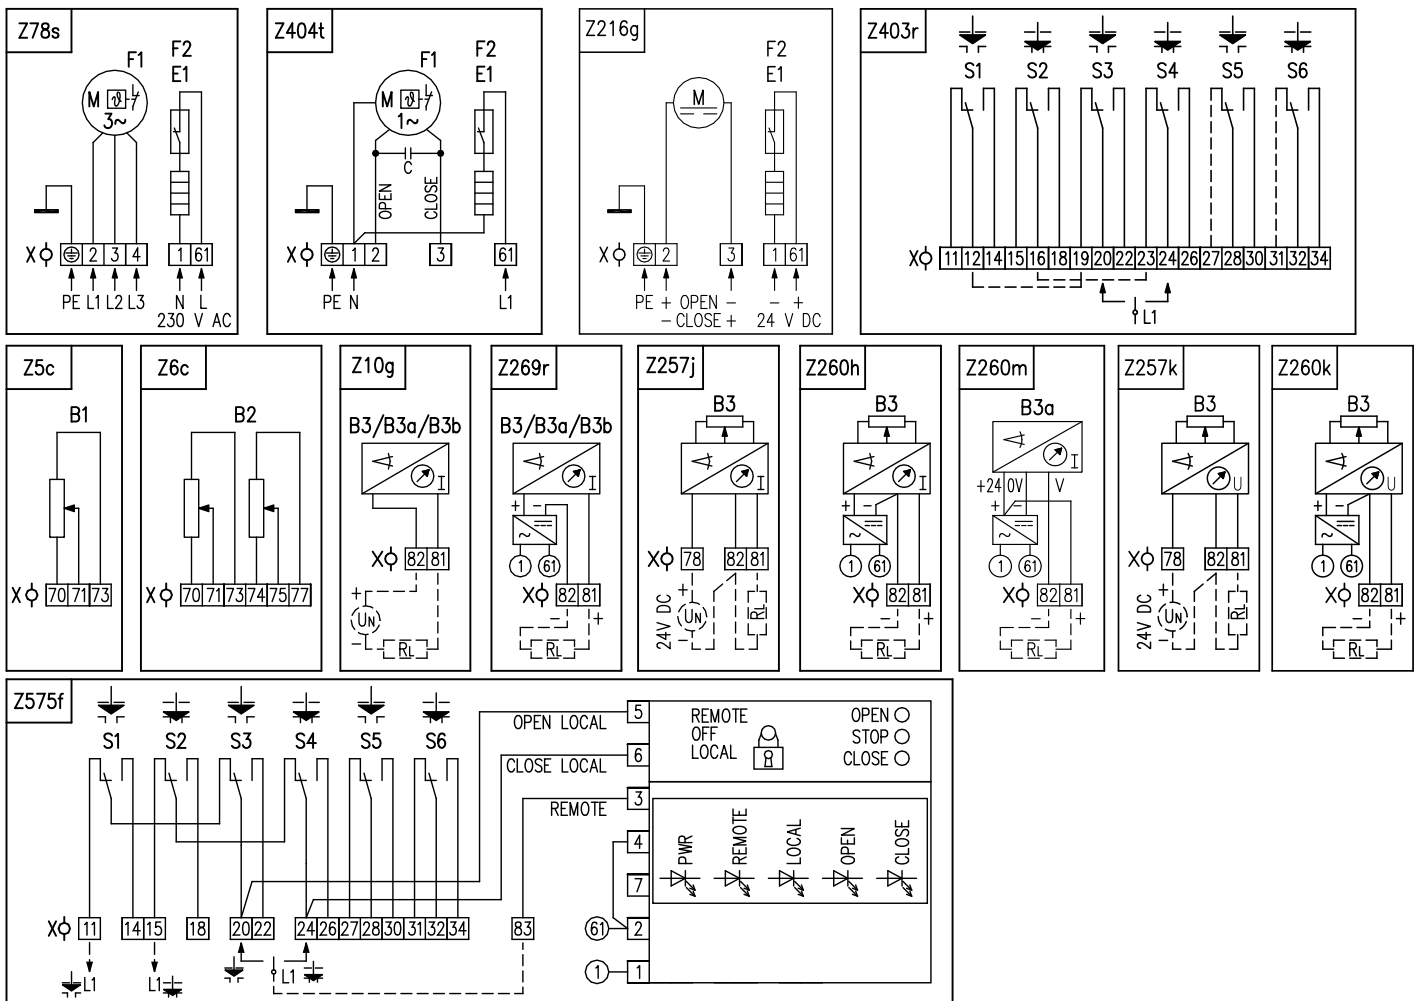 Z78s
F1
F2
E1
M ϑ
3~
X
2 3 4 1 61
PE L1 L2 L3 N L
230 V AC
Z404t
F1
F2
E1
M ϑ
1~
C
OPEN
CLOSE
X
1 2 3 61
PE N L1
Z216g
F2
E1
M
X
2 3 1 61
PE + OPEN - - +
- CLOSE + 24 V DC
Z403r
S1 S2 S3 S4 S5 S6
X
11 12 14 15 16 18 19 20 22 23 24 26 27 28 30 31 32 34
L1
Z5c
B1
X
70 71 73
Z6c
B2
X
70 71 73 74 75 77
Z10g
B3/B3a/B3b
I
X 82 81
+
UN
-
RL
Z269r
B3/B3a/B3b
I
+ -
~
1 61
X 82 81
- +
RL
Z257j
B3
I
X 78 82 81
+
24V DC
UN
-
RL
Z260h
B3
I
+ -
~
1 61
X 82 81
- +
RL
Z260m
B3a
I
+24 0V V
+ -
~
1 61
X 82 81
- +
RL
Z257k
B3
U
X 78 82 81
+
24V DC
UN
-
RL
Z260k
B3
U
+ -
~
1 61
X 82 81
- +
RL
Z575f
S1 S2 S3 S4 S5 S6
OPEN LOCAL 5
CLOSE LOCAL 6
REMOTE 3
4
7
61 2
1 1
REMOTE
OFF
LOCAL
OPEN
STOP
CLOSE
PWR
REMOTE
LOCAL
OPEN
CLOSE
X
11 14 15 18 20 22 24 26 27 28 30 31 32 34 83
L1 L1 L1